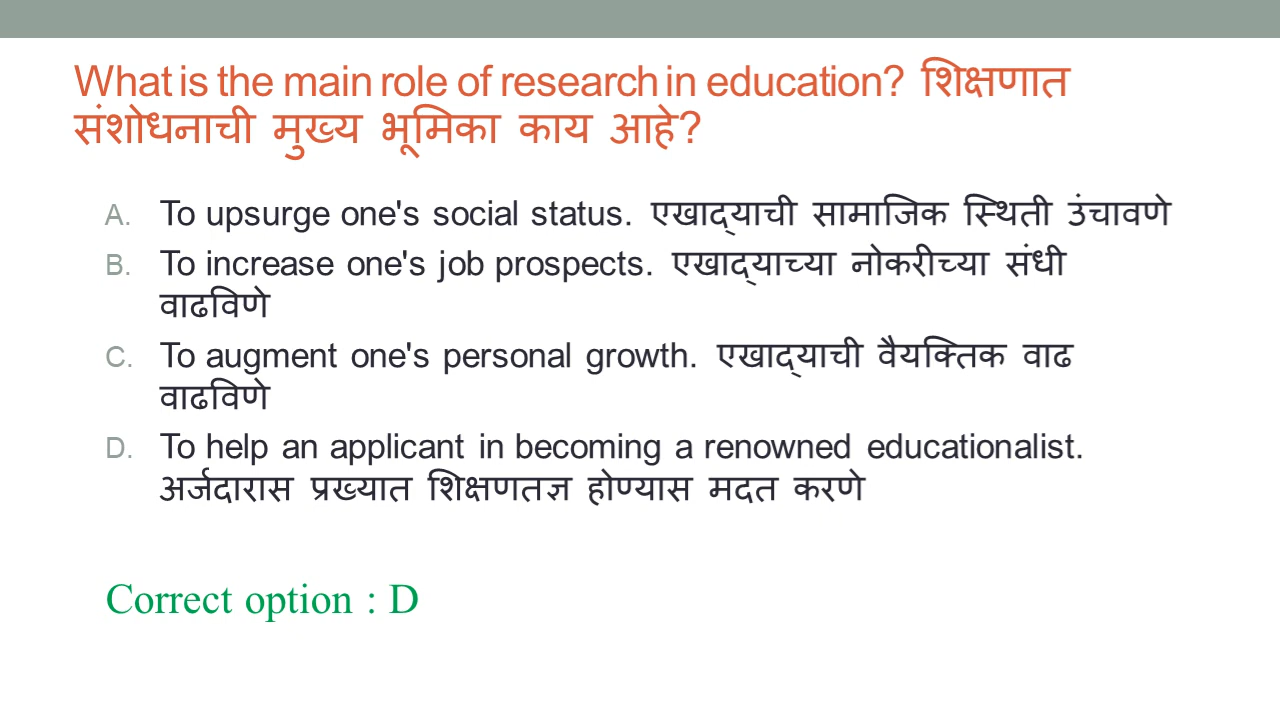 What is the main role of research in education? शिक्षणात
संशोधनाची मुख्य भूमिका काय आहे?
A. To upsurge one's social status. एखाद्याची सामाजिक स्थिती उंचावणे
B. To increase one's job prospects. एखाद्याच्या नोकरीच्या संधी
वाढविणे
C. To augment one's personal growth. एखाद्याची वैयक्तिक वाढ
वाढविणे
D. To help an applicant in becoming a renowned educationalist.
अर्जदारास प्रख्यात शिक्षणतज्ञ होण्यास मदत करणे
Correct option : D